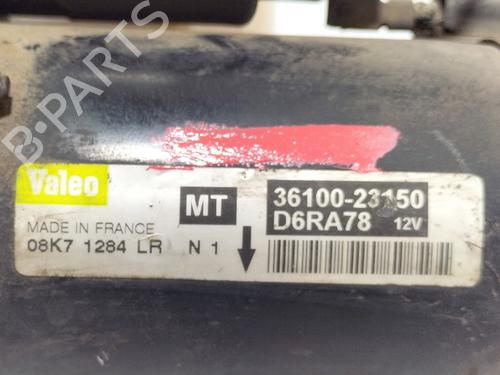 B-PARTS
Valeo
MT
36100-23150
D6RA78 12V
MADE IN FRANCE
08K7 1284 LR N 1